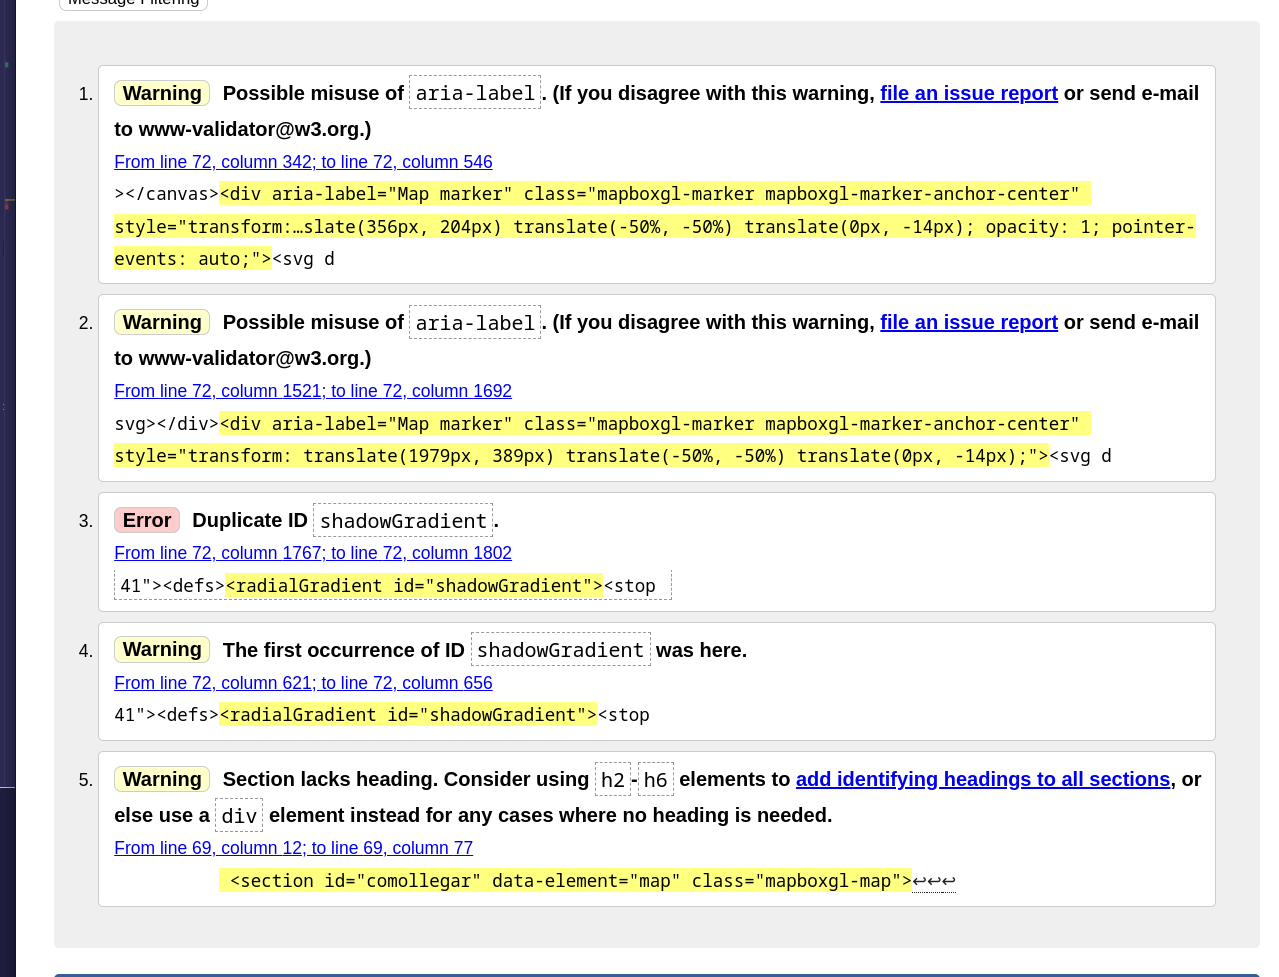 Message Filtering
1. Warning Possible misuse of aria-label. (If you disagree with this warning, file an issue report or send e-mail
to www-validator@w3.org.)
From line 72, column 342; to line 72, column 546
></canvas><div aria-label="Map marker" class="mapboxgl-marker mapboxgl-marker-anchor-center"
style="transform:…slate(356px, 204px) translate(-50%, -50%) translate(0px, -14px); opacity: 1; pointer-
events: auto;"><svg d
2. Warning Possible misuse of aria-label. (If you disagree with this warning, file an issue report or send e-mail
to www-validator@w3.org.)
From line 72, column 1521; to line 72, column 1692
svg></div><div aria-label="Map marker" class="mapboxgl-marker mapboxgl-marker-anchor-center"
style="transform: translate(1979px, 389px) translate(-50%, -50%) translate(0px, -14px);"><svg d
3. Error Duplicate ID shadowGradient.
From line 72, column 1767; to line 72, column 1802
41"><defs><radialGradient id="shadowGradient"><stop
4. Warning The first occurrence of ID shadowGradient was here.
From line 72, column 621; to line 72, column 656
41"><defs><radialGradient id="shadowGradient"><stop
5. Warning Section lacks heading. Consider using h2-h6 elements to add identifying headings to all sections, or
else use a div element instead for any cases where no heading is needed.
From line 69, column 12; to line 69, column 77
<section id="comollegar" data-element="map" class="mapboxgl-map">↩↩↩